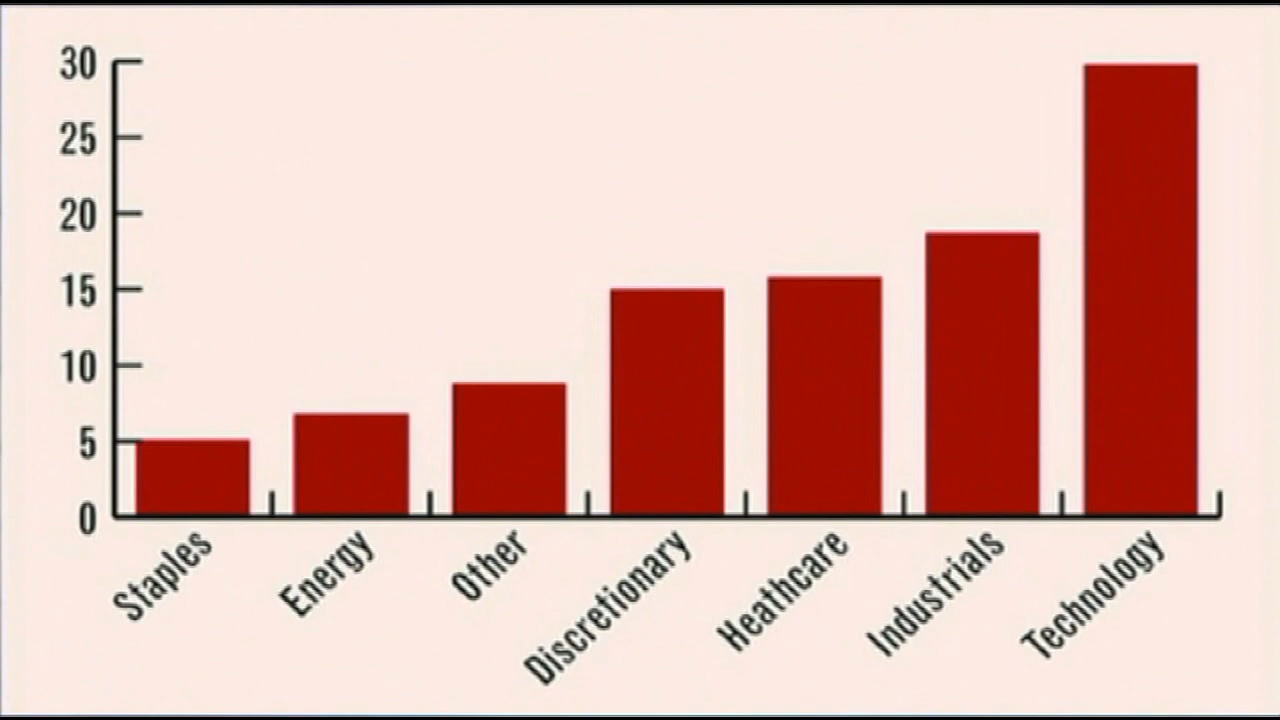 30
25
20
15
10
5
0
Staples
Energy
Other
Discretionary
Heathcare
Industrials
Technology